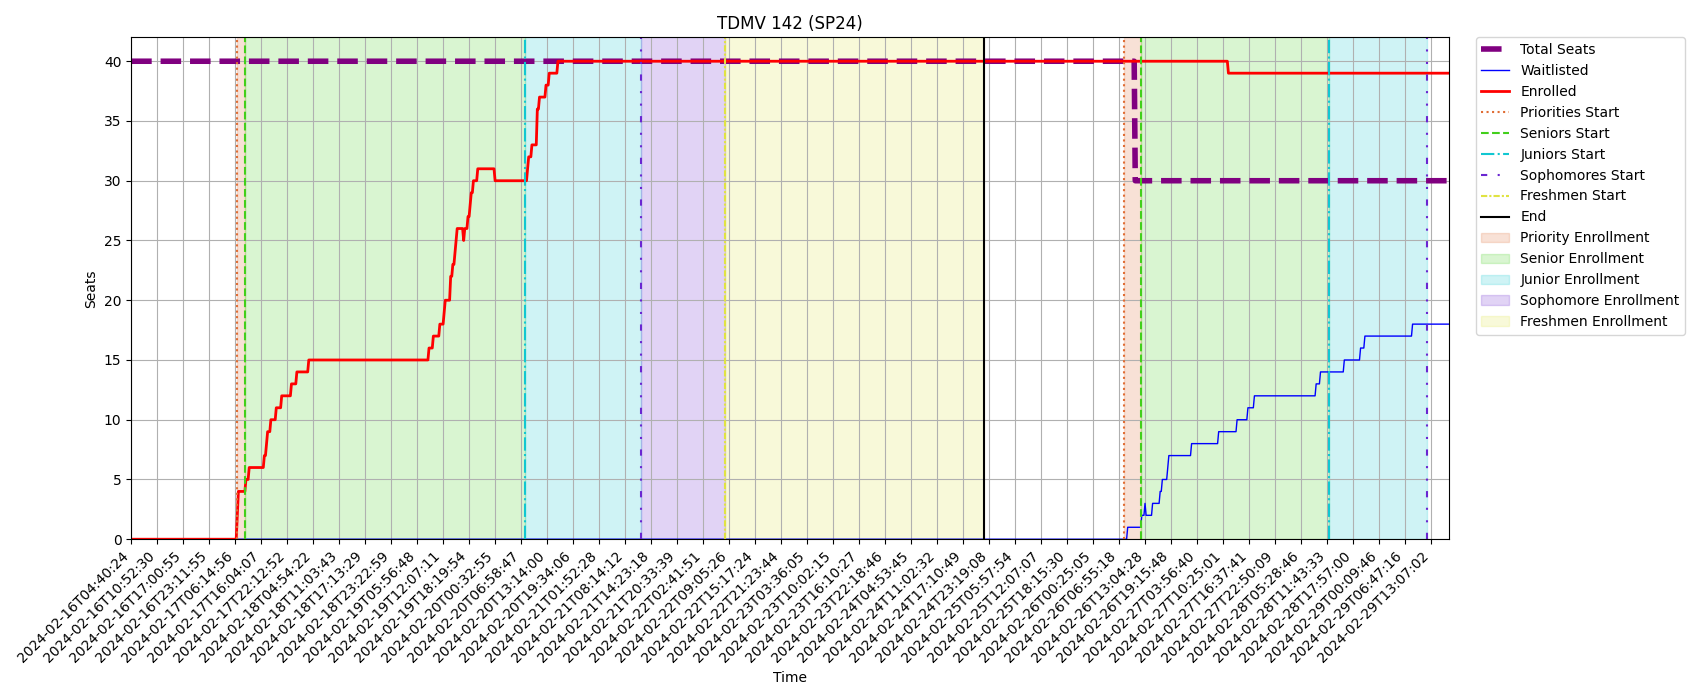 TDMV 142 (SP24)
Seats
40
35
30
25
20
15
10
5
0
2024-02-16T04:40:24
2024-02-16T10:52:30
2024-02-16T17:00:55
2024-02-16T23:11:55
2024-02-17T06:14:56
2024-02-17T16:04:07
2024-02-17T22:12:52
2024-02-18T04:54:22
2024-02-18T11:03:43
2024-02-18T17:13:29
2024-02-18T23:22:59
2024-02-19T05:56:48
2024-02-19T12:07:11
2024-02-19T18:19:54
2024-02-20T00:32:55
2024-02-20T06:58:47
2024-02-20T13:14:00
2024-02-20T19:34:06
2024-02-21T01:52:28
2024-02-21T08:14:12
2024-02-21T14:23:19
2024-02-21T20:33:39
2024-02-22T02:41:51
2024-02-22T09:05:26
2024-02-22T15:17:24
2024-02-22T21:23:44
2024-02-23T03:36:05
2024-02-23T10:02:15
2024-02-23T16:10:27
2024-02-23T22:18:46
2024-02-24T04:53:45
2024-02-24T11:02:32
2024-02-24T17:10:49
2024-02-24T23:19:08
2024-02-25T05:57:54
2024-02-25T12:07:07
2024-02-25T18:15:30
2024-02-26T00:25:05
2024-02-26T06:55:18
2024-02-26T13:04:28
2024-02-26T19:15:48
2024-02-27T03:56:40
2024-02-27T10:25:01
2024-02-27T16:37:41
2024-02-27T22:50:09
2024-02-28T05:28:46
2024-02-28T11:43:33
2024-02-28T17:57:00
2024-02-29T00:09:46
2024-02-29T06:47:16
2024-02-29T13:07:02
Time
Total Seats
Waitlisted
Enrolled
Priorities Start
Seniors Start
Juniors Start
Sophomores Start
Freshmen Start
End
Priority Enrollment
Senior Enrollment
Junior Enrollment
Sophomore Enrollment
Freshmen Enrollment